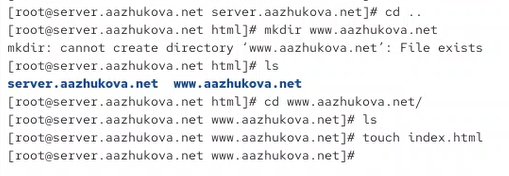 [root@server.aazhukova.net server.aazhukova.net]# cd ..
[root@server.aazhukova.net html]# mkdir www.aazhukova.net
mkdir: cannot create directory ‘www.aazhukova.net’: File exists
[root@server.aazhukova.net html]# ls
server.aazhukova.net  www.aazhukova.net
[root@server.aazhukova.net html]# cd www.aazhukova.net/
[root@server.aazhukova.net www.aazhukova.net]# ls
[root@server.aazhukova.net www.aazhukova.net]# touch index.html
[root@server.aazhukova.net www.aazhukova.net]#